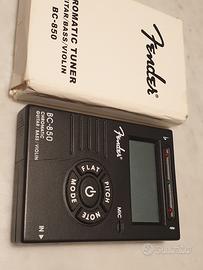 CHROMATIC TUNER
GUITAR/BASS/VIOLIN
BC-850
Fender
BC-850
CHROMATIC
GUITAR/BASS/VIOLIN
Fender
FLAT
PITCH
MODE
NOTE
MIC
IN
subito